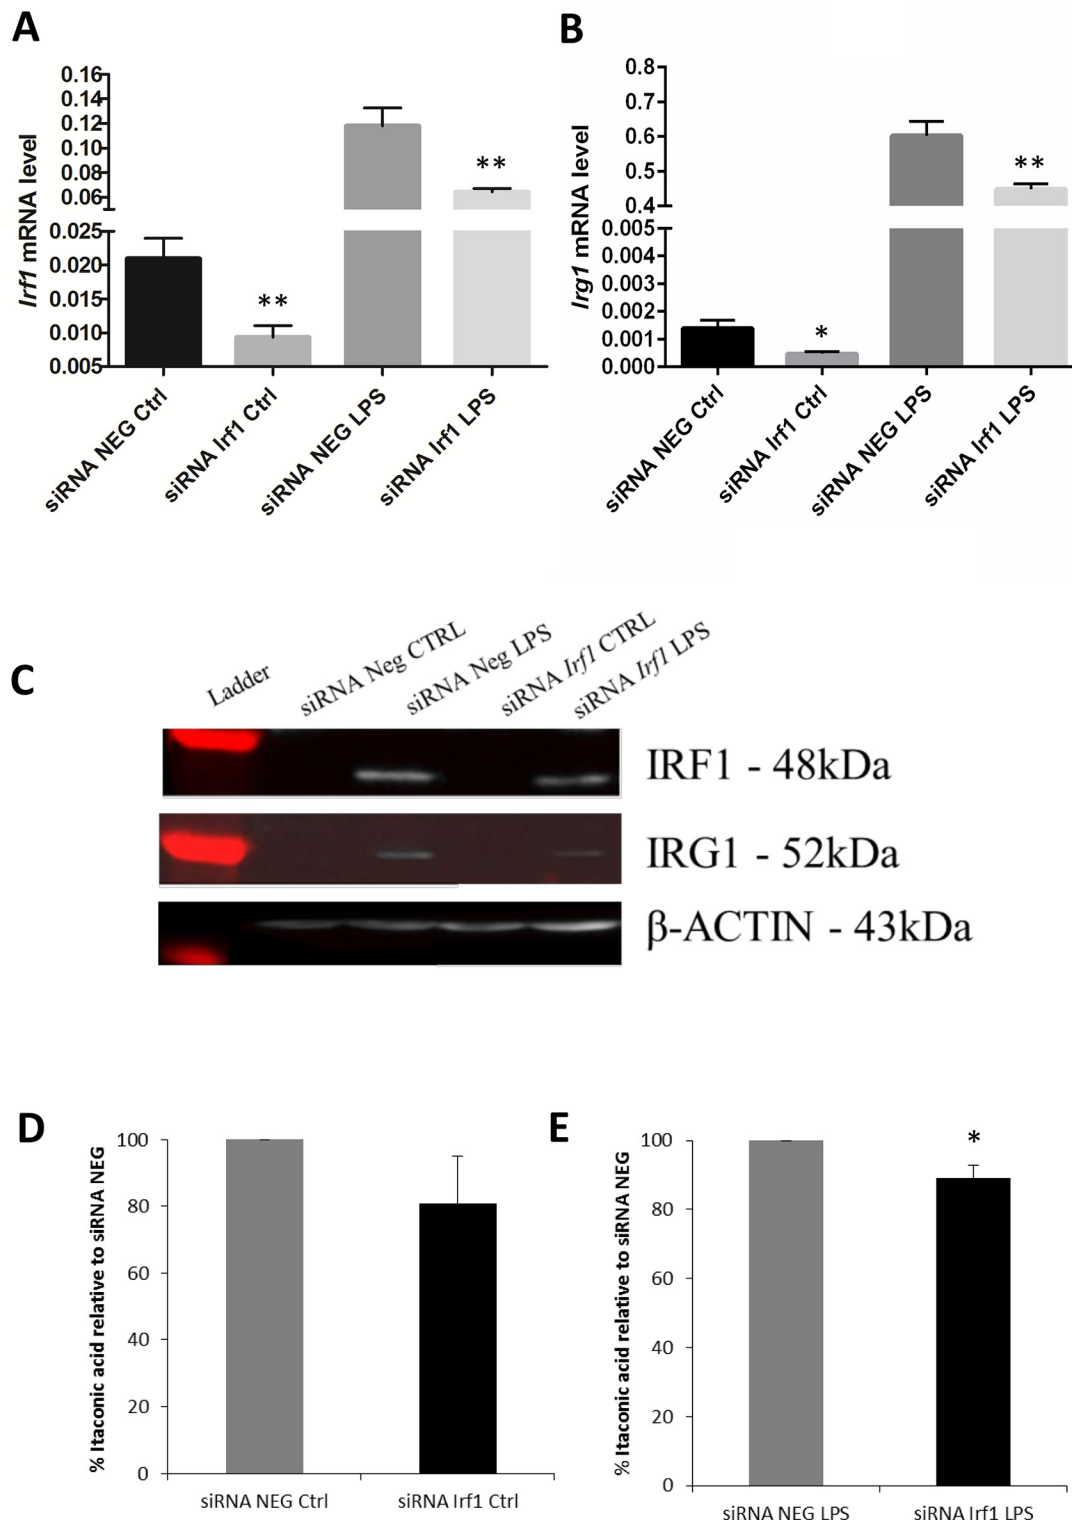 A
Irf1 mRNA level
0.16
0.14
0.12
0.10
0.08
0.06
0.025
0.020
0.015
0.010
0.005
**
**
siRNA NEG Ctrl
siRNA Irf1 Ctrl
siRNA NEG LPS
siRNA Irf1 LPS
B
Irg1 mRNA level
0.8
0.7
0.6
0.5
0.4
0.005
0.004
0.003
0.002
0.001
0.000
*
**
siRNA NEG Ctrl
siRNA Irf1 Ctrl
siRNA NEG LPS
siRNA Irf1 LPS
C
Ladder
siRNA Neg CTRL
siRNA Neg LPS
siRNA Irf1 CTRL
siRNA Irf1 LPS
IRF1 - 48kDa
IRG1 - 52kDa
β-ACTIN - 43kDa
D
% Itaconic acid relative to siRNA NEG
100
80
60
40
20
0
siRNA NEG Ctrl
siRNA Irf1 Ctrl
E
% Itaconic acid relative to siRNA NEG
100
80
60
40
20
0
*
siRNA NEG LPS
siRNA Irf1 LPS